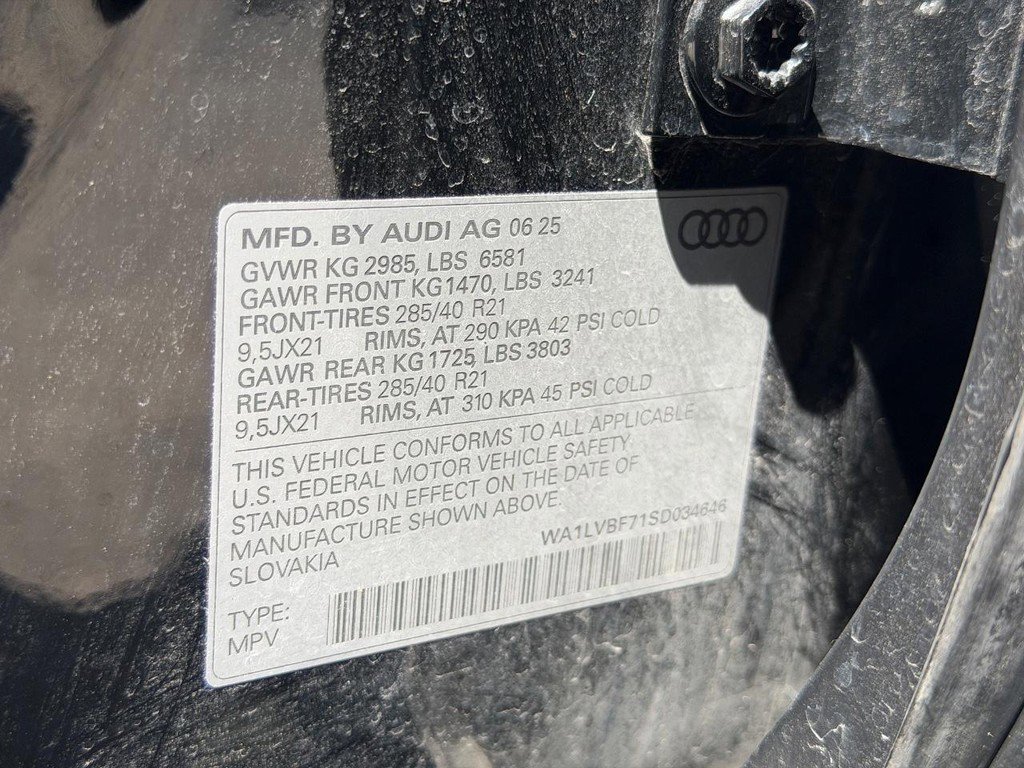 MFD. BY AUDI AG 06 25
GVWR KG 2985, LBS 6581
GAWR FRONT KG1470, LBS 3241
FRONT-TIRES 285/40 R21
9,5JX21 RIMS, AT 290 KPA 42 PSI COLD
GAWR REAR KG 1725, LBS 3803
REAR-TIRES 285/40 R21
9,5JX21 RIMS, AT 310 KPA 45 PSI COLD
THIS VEHICLE CONFORMS TO ALL APPLICABLE
U.S. FEDERAL MOTOR VEHICLE SAFETY
STANDARDS IN EFFECT ON THE DATE OF
MANUFACTURE SHOWN ABOVE.
SLOVAKIA
WA1LVBF71SD034646
TYPE:
MPV